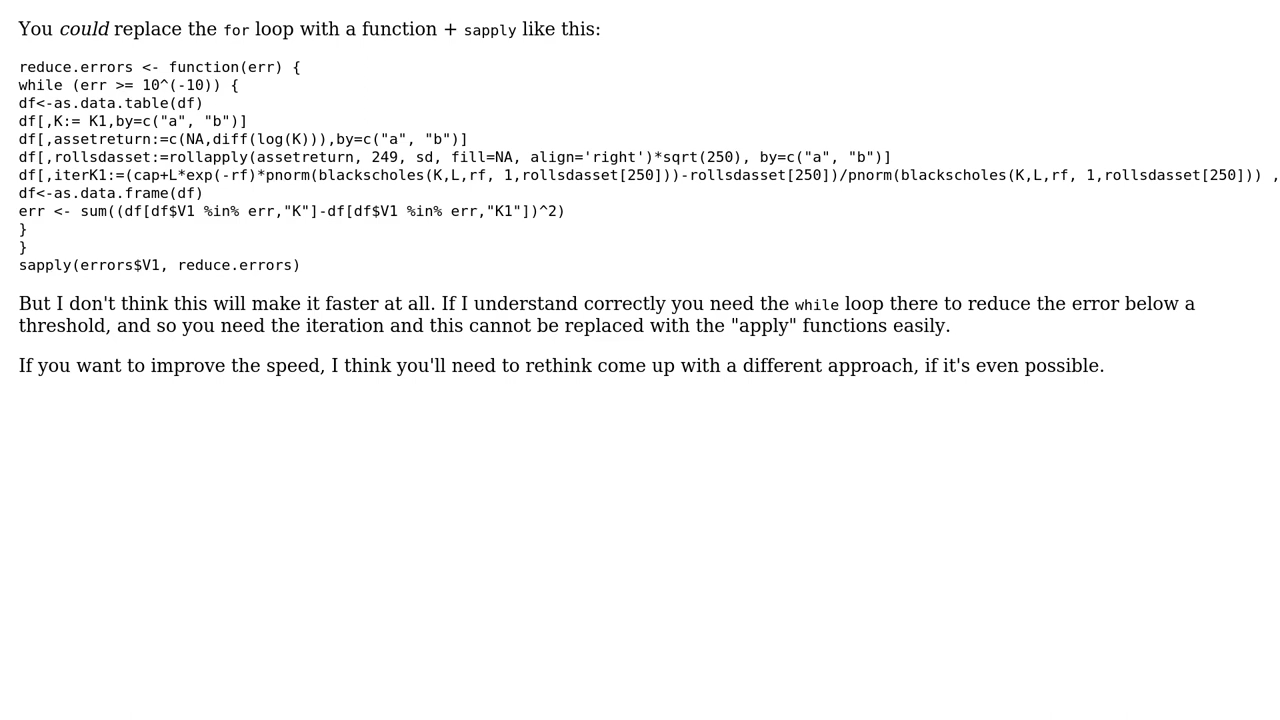 You could replace the for loop with a function + sapply like this:
reduce.errors <- function(err) {
while (err >= 10^(-10)) {
df<-as.data.table(df)
df[,K:= K1,by=c("a", "b")]
df[,assetreturn:=c(NA,diff(log(K))),by=c("a", "b")]
df[,rollsdasset:=rollapply(assetreturn, 249, sd, fill=NA, align='right')*sqrt(250), by=c("a", "b")]
df[,iterK1:=(cap+L*exp(-rf)*pnorm(blackscholes(K,L,rf, 1,rollsdasset[250]))-rollsdasset[250])/pnorm(blackscholes(K,L,rf, 1,rollsdasset[250])) ,
df<-as.data.frame(df)
err <- sum((df[df$V1 %in% err,"K"]-df[df$V1 %in% err,"K1"])^2)
}
}
sapply(errors$V1, reduce.errors)
But I don't think this will make it faster at all. If I understand correctly you need the while loop there to reduce the error below a
threshold, and so you need the iteration and this cannot be replaced with the "apply" functions easily.
If you want to improve the speed, I think you'll need to rethink come up with a different approach, if it's even possible.